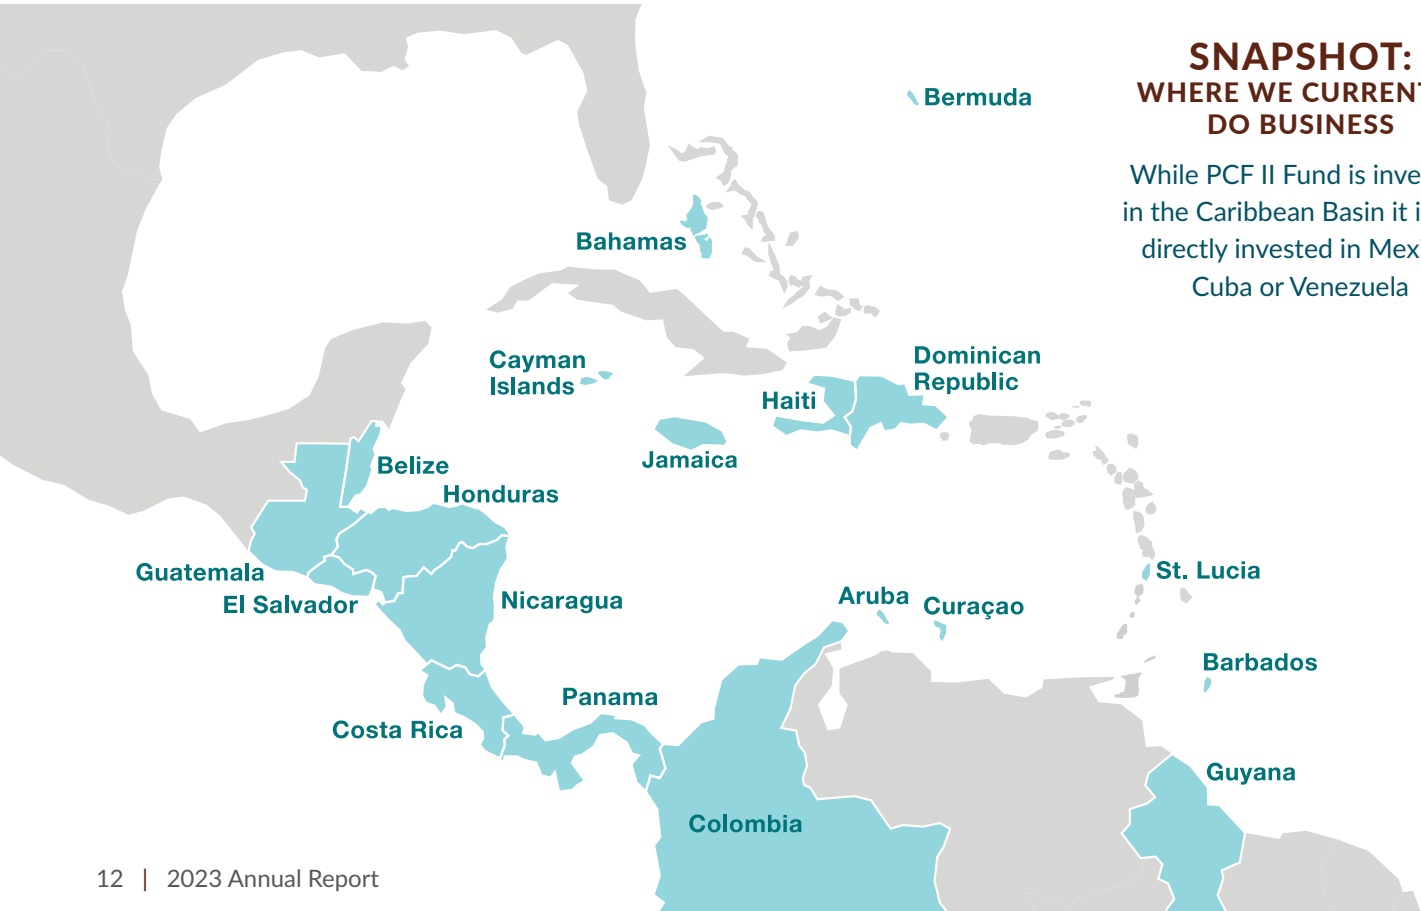 SNAPSHOT:
WHERE WE CURRENT
DO BUSINESS
While PCF II Fund is inve
in the Caribbean Basin it i
directly invested in Mex
Cuba or Venezuela
Bermuda
Bahamas
Cayman
Islands
Dominican
Republic
Haiti
Jamaica
Belize
Honduras
Guatemala
El Salvador
Nicaragua
Aruba
Curaçao
St. Lucia
Barbados
Panama
Costa Rica
Guyana
Colombia
12 | 2023 Annual Report